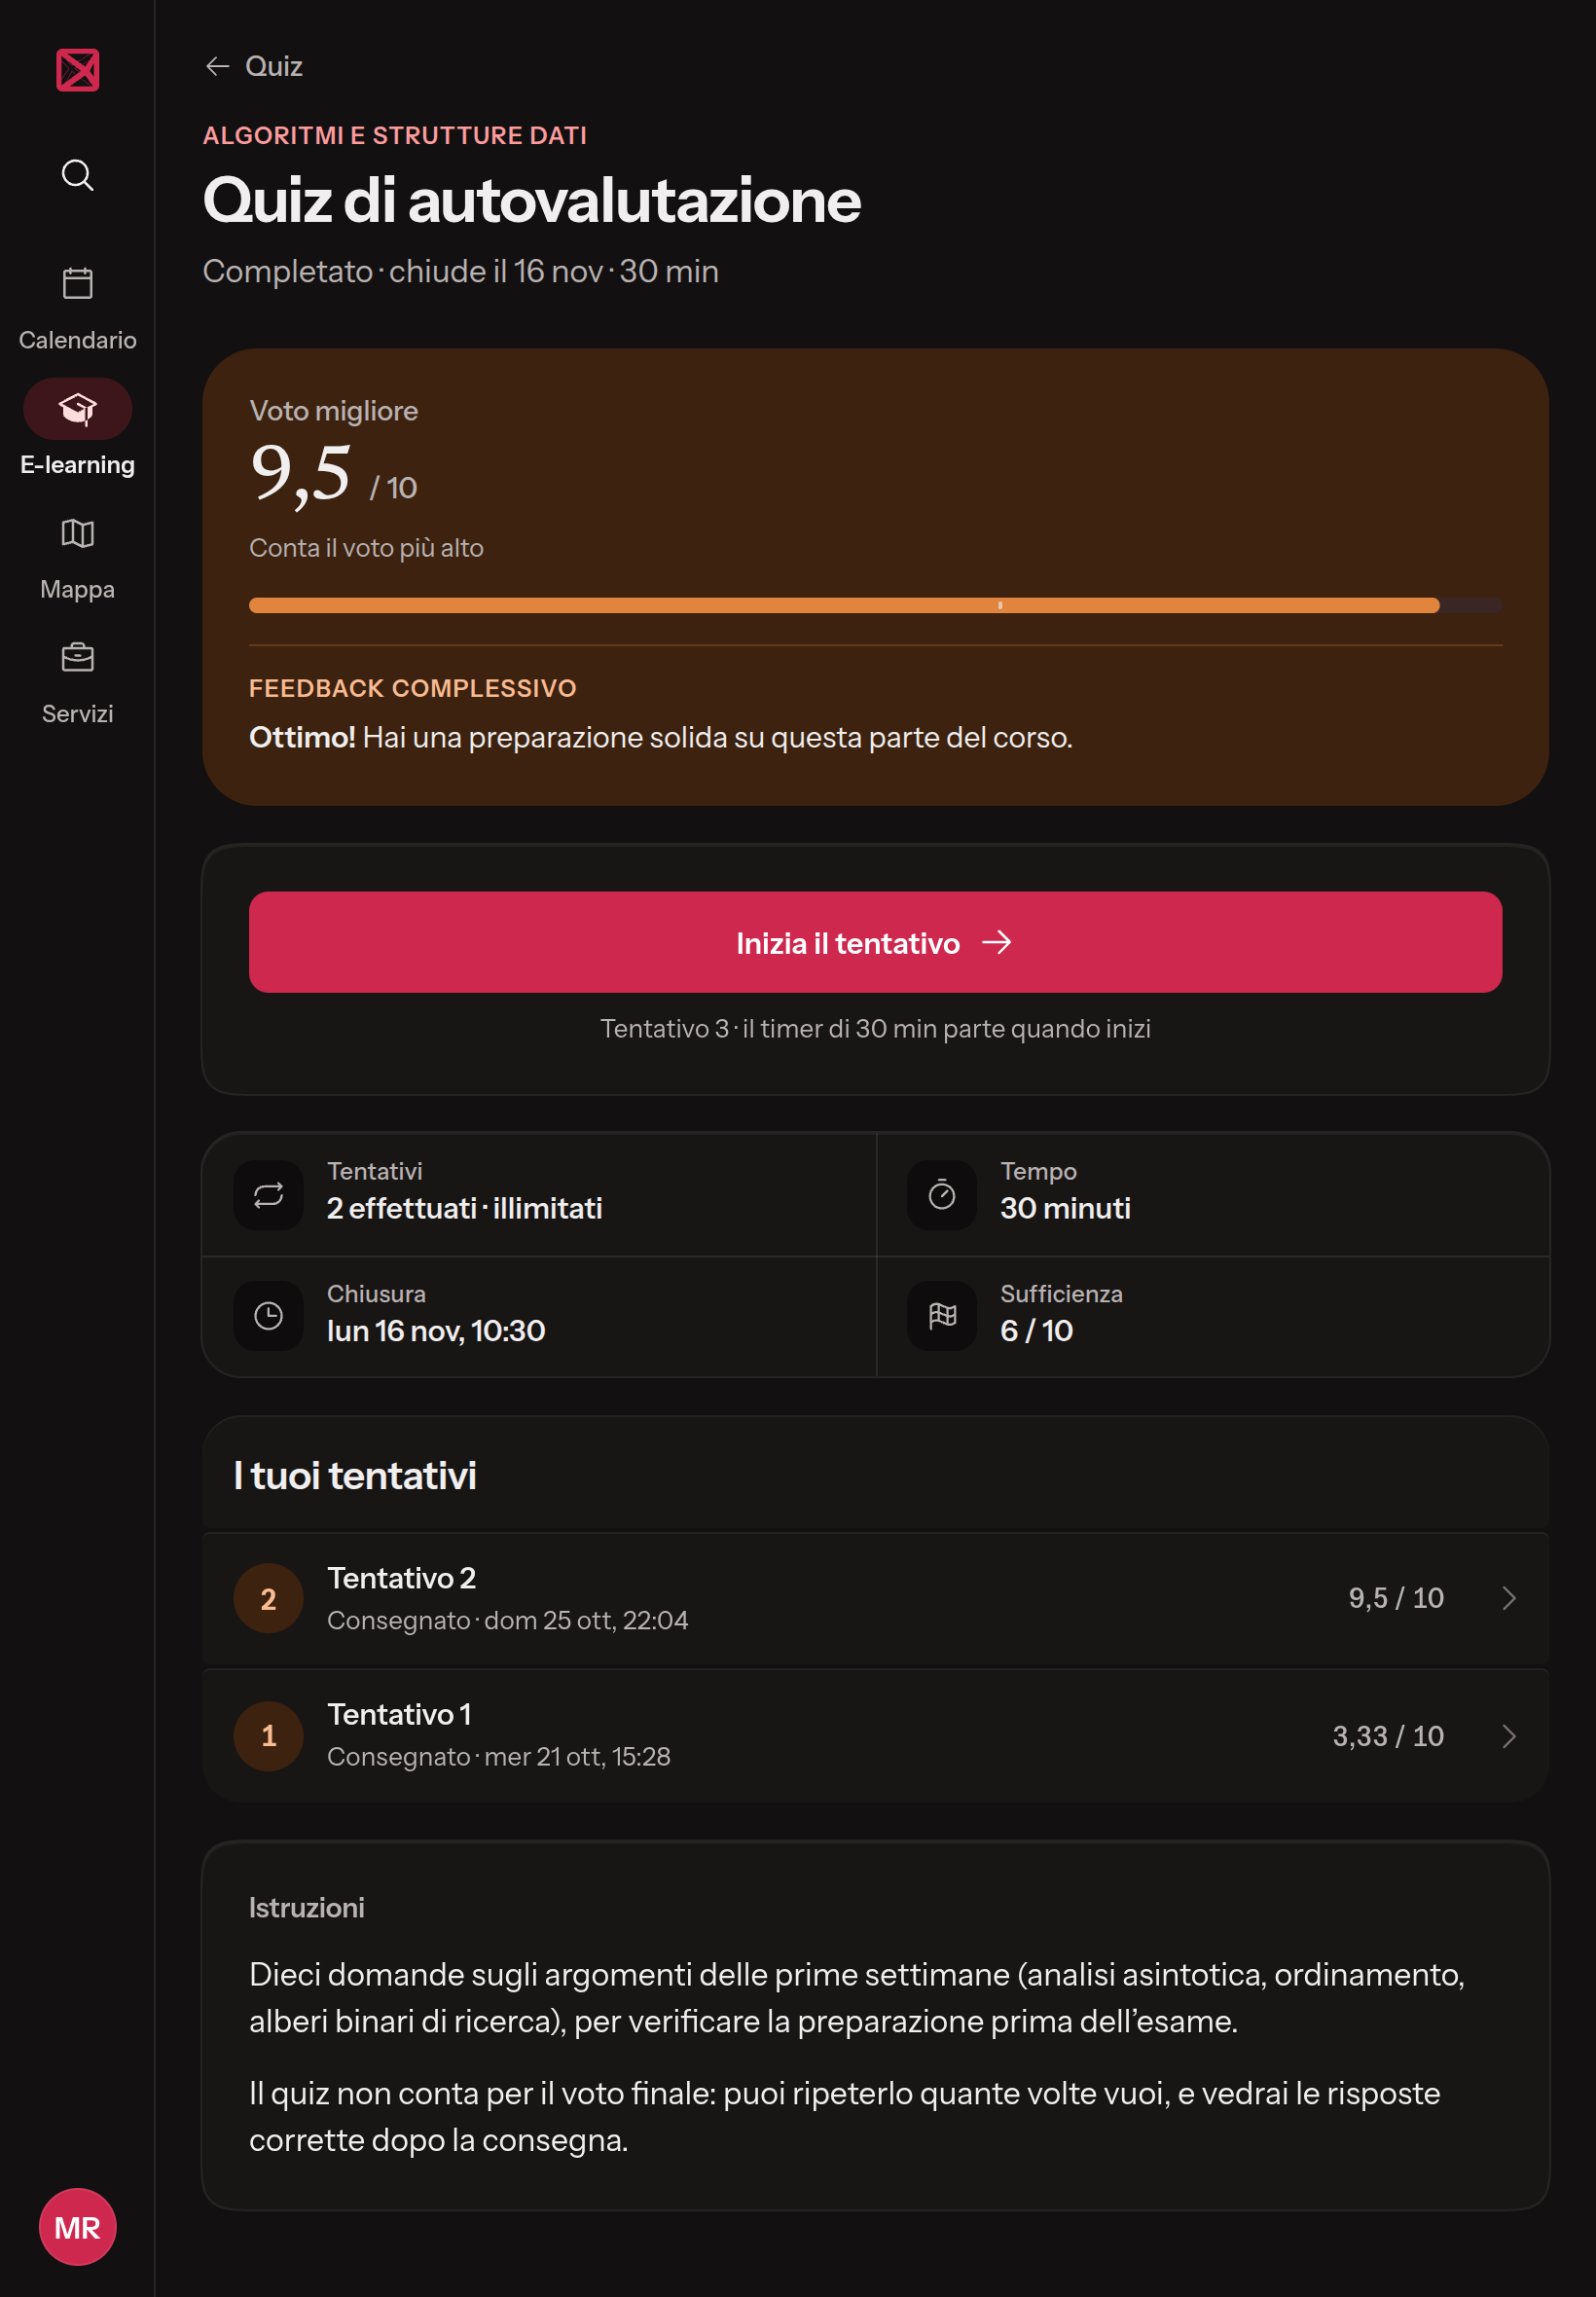 Quiz
ALGORITMI E STRUTTURE DATI
Quiz di autovalutazione
Completato · chiude il 16 nov · 30 min
Calendario
E-learning
Mappa
Servizi
Voto migliore
9,5 / 10
Conta il voto più alto
FEEDBACK COMPLESSIVO
Ottimo! Hai una preparazione solida su questa parte del corso.
Inizia il tentativo
Tentativo 3 · il timer di 30 min parte quando inizi
Tentativi
2 effettuati · illimitati
Tempo
30 minuti
Chiusura
lun 16 nov, 10:30
Sufficienza
6 / 10
I tuoi tentativi
2
Tentativo 2
Consegnato · dom 25 ott, 22:04
9,5 / 10
1
Tentativo 1
Consegnato · mer 21 ott, 15:28
3,33 / 10
Istruzioni
Dieci domande sugli argomenti delle prime settimane (analisi asintotica, ordinamento,
alberi binari di ricerca), per verificare la preparazione prima dell’esame.
Il quiz non conta per il voto finale: puoi ripeterlo quante volte vuoi, e vedrai le risposte
corrette dopo la consegna.
MR